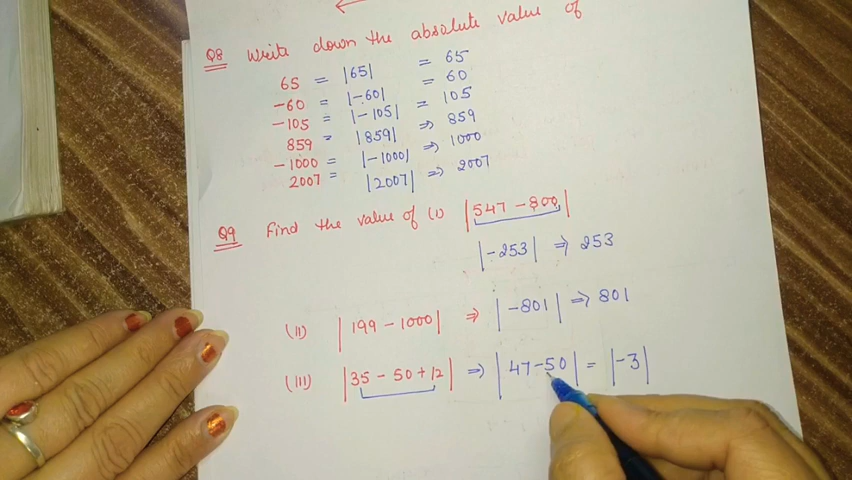 Q8 Write down the absolute value of
65 = |65| = 65
-60 = |-60| = 60
-105 = |-105| = 105
859 = |859| ⇒ 859
-1000 = |-1000| ⇒ 1000
2007 = |2007| ⇒ 2007
Q9 Find the value of (i) |547 - 800|
|-253| ⇒ 253
(II) |199 - 1000| ⇒ |-801| ⇒ 801
(III) |35 - 50 + 12| ⇒ |47 - 50| = |-3|